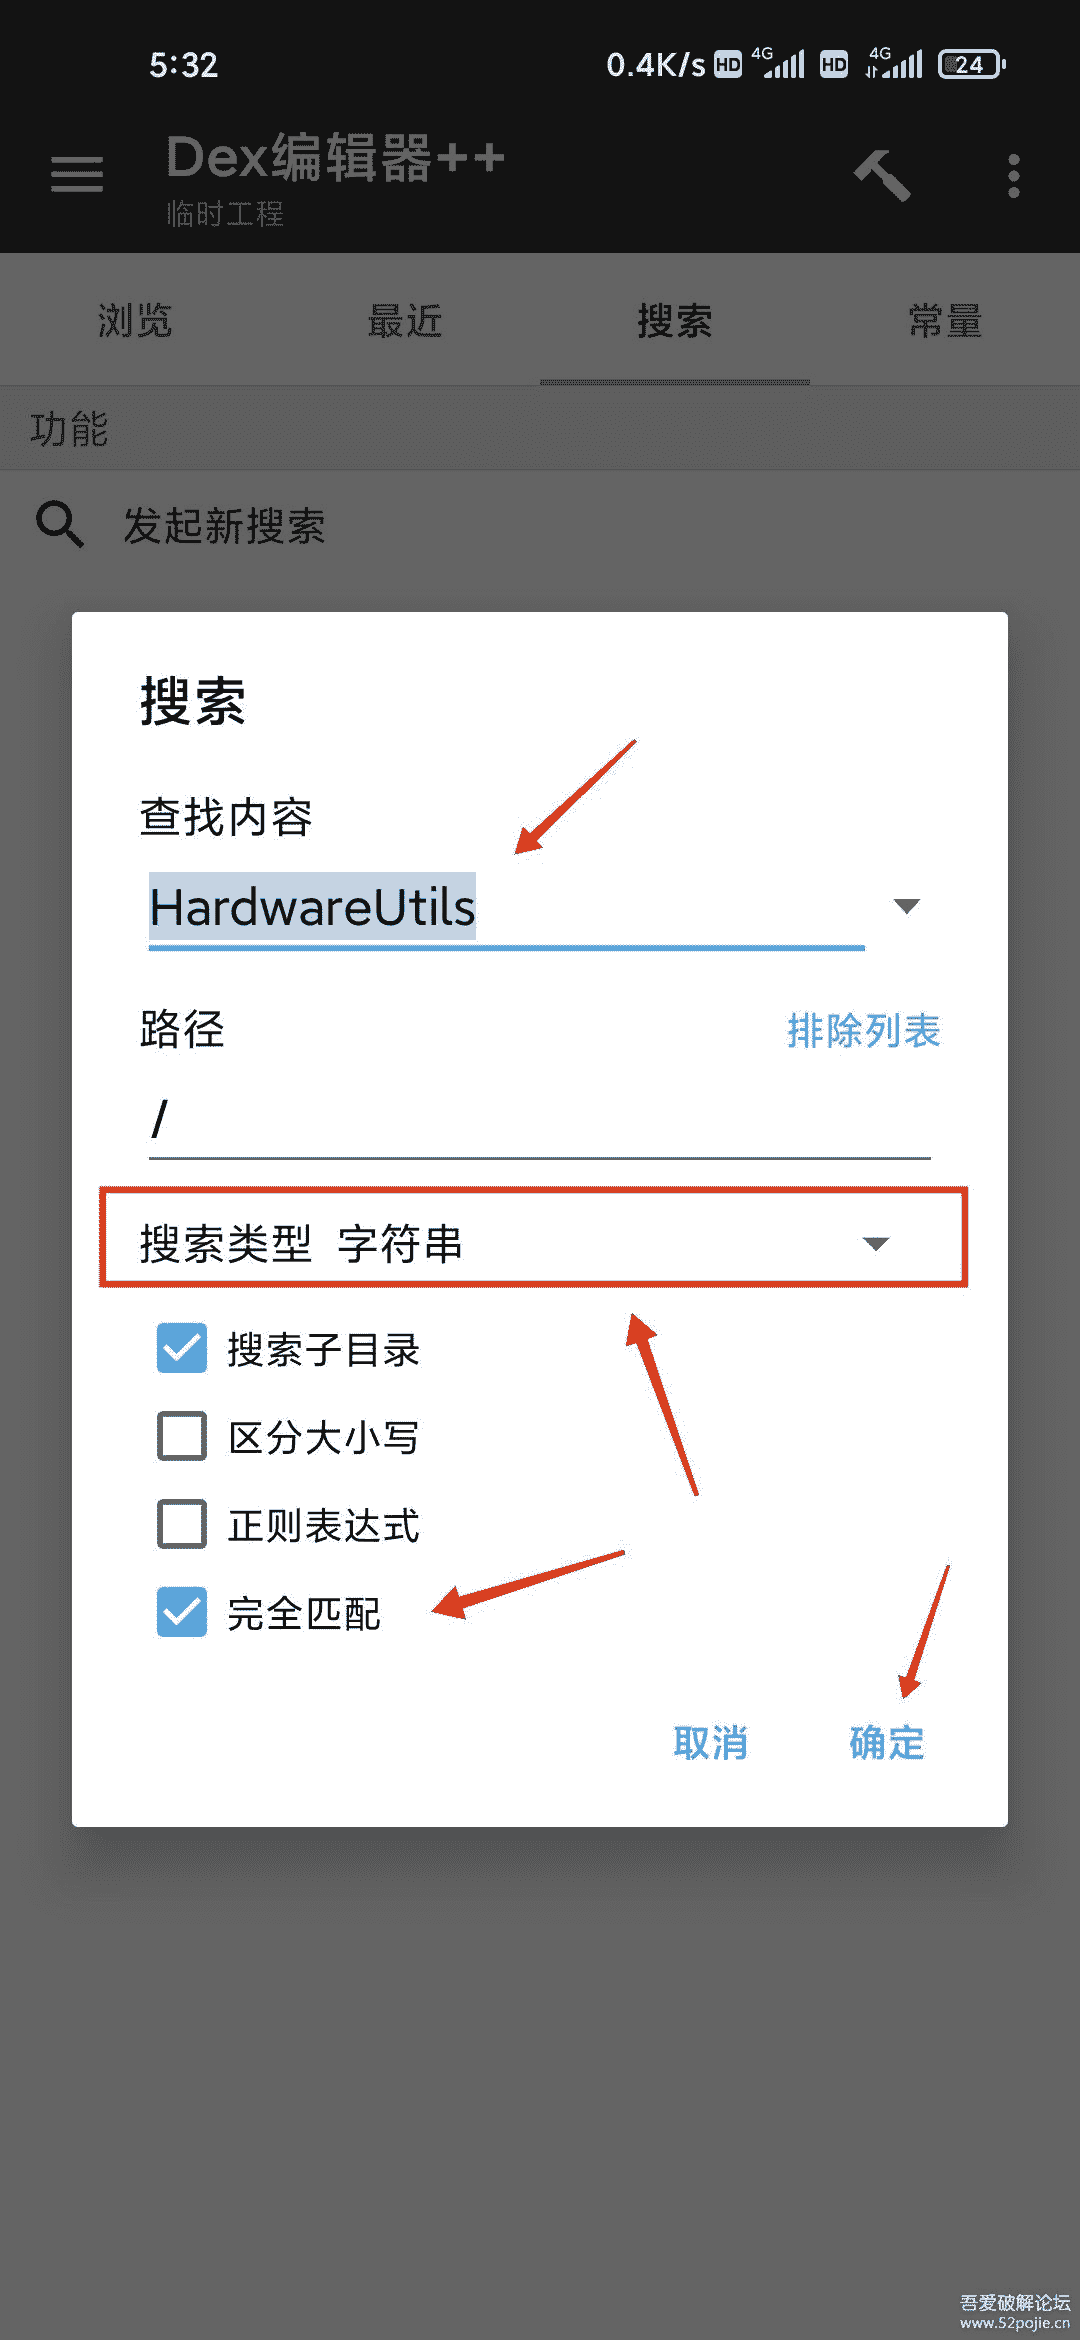 5:32
0.4K/s HD 4G HD 4G 24
Dex编辑器++
临时工程
浏览 最近 搜索 常量
功能
发起新搜索
搜索
查找内容
HardwareUtils
路径 排除列表
/
搜索类型 字符串
搜索子目录
区分大小写
正则表达式
完全匹配
取消 确定
吾爱破解论坛
www.52pojie.cn